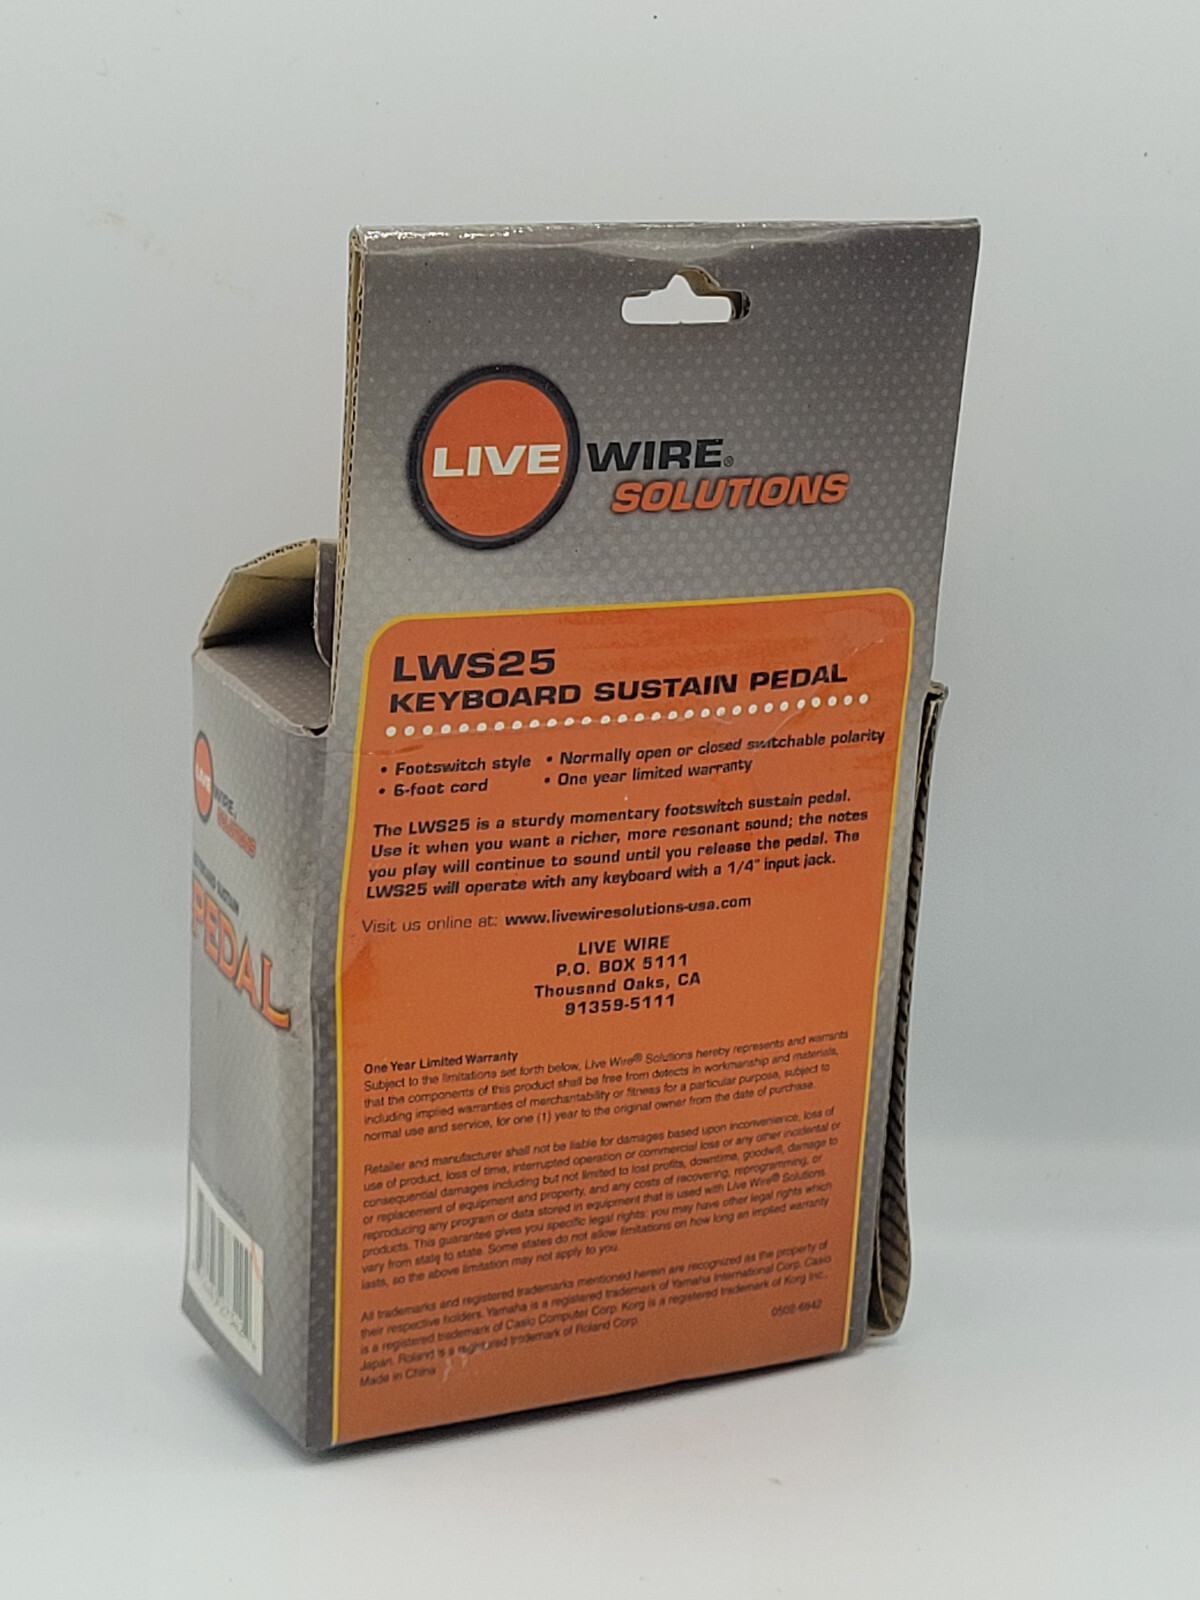 LIVE WIRE®
SOLUTIONS
LWS25
KEYBOARD SUSTAIN PEDAL
• Footswitch style
• 6-foot cord
• Normally open or closed switchable polarity
• One year limited warranty
The LWS25 is a sturdy momentary footswitch sustain pedal.
Use it when you want a richer, more resonant sound; the notes
you play will continue to sound until you release the pedal. The
LWS25 will operate with any keyboard with a 1/4" input jack.
Visit us online at: www.livewiresolutions-usa.com
LIVE WIRE
P.O. BOX 5111
Thousand Oaks, CA
91359-5111
One Year Limited Warranty
Subject to the limitations set forth below, Live Wire® Solutions hereby represents and warrants
that the components of this product shall be free from defects in workmanship and materials,
including implied warranties of merchantability or fitness for a particular purpose, subject to
normal use and service, for one (1) year to the original owner from the date of purchase.
Retailer and manufacturer shall not be liable for damages based upon inconvenience, loss of
use of product, loss of time, interrupted operation or commercial loss or any other incidental or
consequential damages including but not limited to lost profits, downtime, goodwill, damage to
or replacement of equipment and property, and any costs of recovering, reprogramming, or
reproducing any program or data stored in equipment that is used with Live Wire® Solutions
products. This guarantee gives you specific legal rights: you may have other legal rights which
vary from state to state. Some states do not allow limitations on how long an implied warranty
lasts, so the above limitation may not apply to you.
All trademarks and registered trademarks mentioned herein are recognized as the property of
their respective holders. Yamaha is a registered trademark of Yamaha International Corp. Casio
is a registered trademark of Casio Computer Corp. Korg is a registered trademark of Korg Inc.,
Japan. Roland is a registered trademark of Roland Corp.
Made in China
0502-6642
LIVE WIRE®
SOLUTIONS
KEYBOARD SUSTAIN
PEDAL